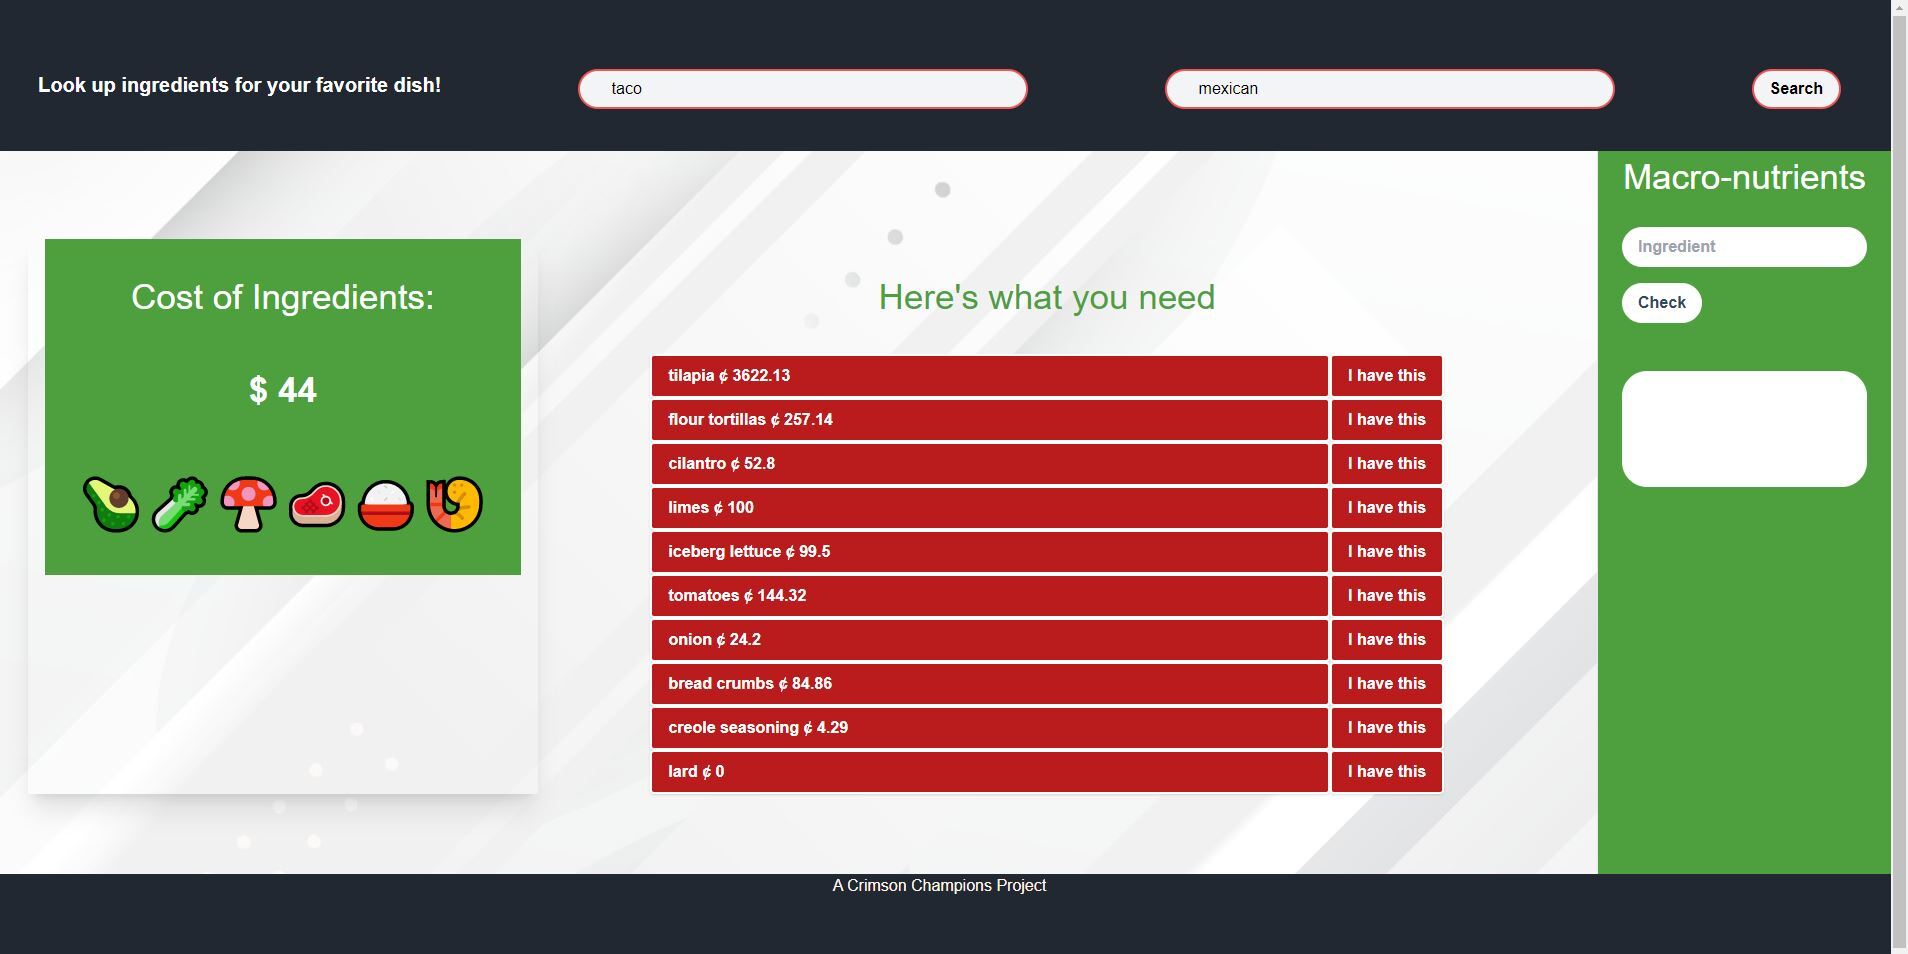 Look up ingredients for your favorite dish!
taco
mexican
Search
Cost of Ingredients:
$ 44
Here's what you need
tilapia ¢ 3622.13 I have this
flour tortillas ¢ 257.14 I have this
cilantro ¢ 52.8 I have this
limes ¢ 100 I have this
iceberg lettuce ¢ 99.5 I have this
tomatoes ¢ 144.32 I have this
onion ¢ 24.2 I have this
bread crumbs ¢ 84.86 I have this
creole seasoning ¢ 4.29 I have this
lard ¢ 0 I have this
Macro-nutrients
Ingredient
Check
A Crimson Champions Project